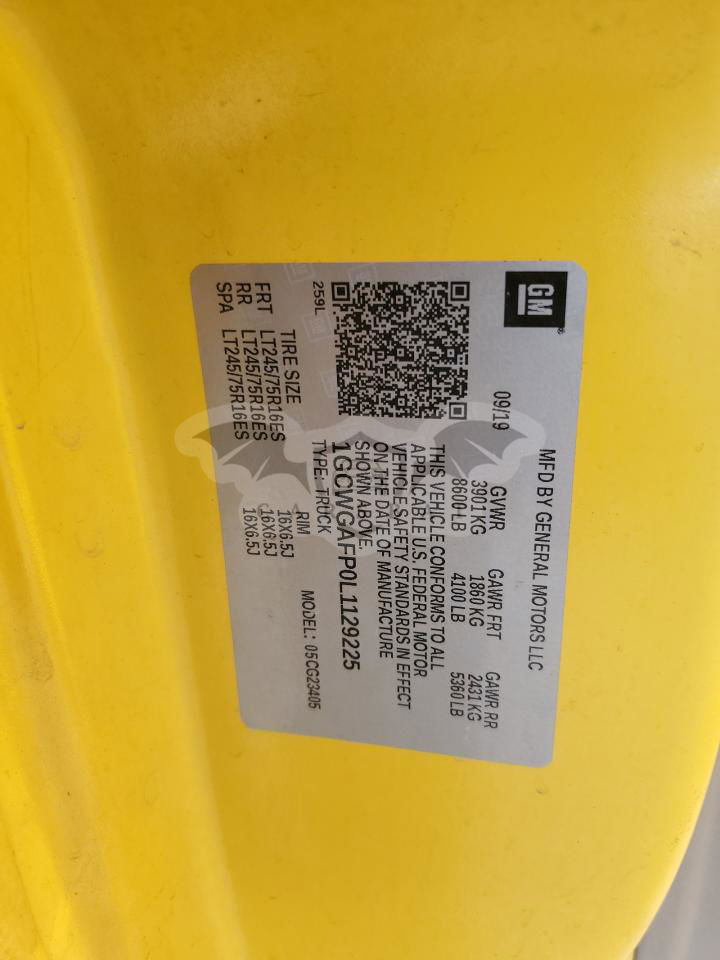 GM
MFD BY GENERAL MOTORS LLC
09/19
GVWR GAWR FRT GAWR RR
3901 KG 1860 KG 2431 KG
8600 LB 4100 LB 5360 LB
THIS VEHICLE CONFORMS TO ALL
APPLICABLE U.S. FEDERAL MOTOR
VEHICLE SAFETY STANDARDS IN EFFECT
ON THE DATE OF MANUFACTURE
SHOWN ABOVE.
1GCWGAFP0L1129225
259L TYPE: TRUCK MODEL: 05CG23405
TIRE SIZE RIM
FRT LT245/75R16ES 16X6.5J
RR LT245/75R16ES 16X6.5J
SPA LT245/75R16ES 16X6.5J